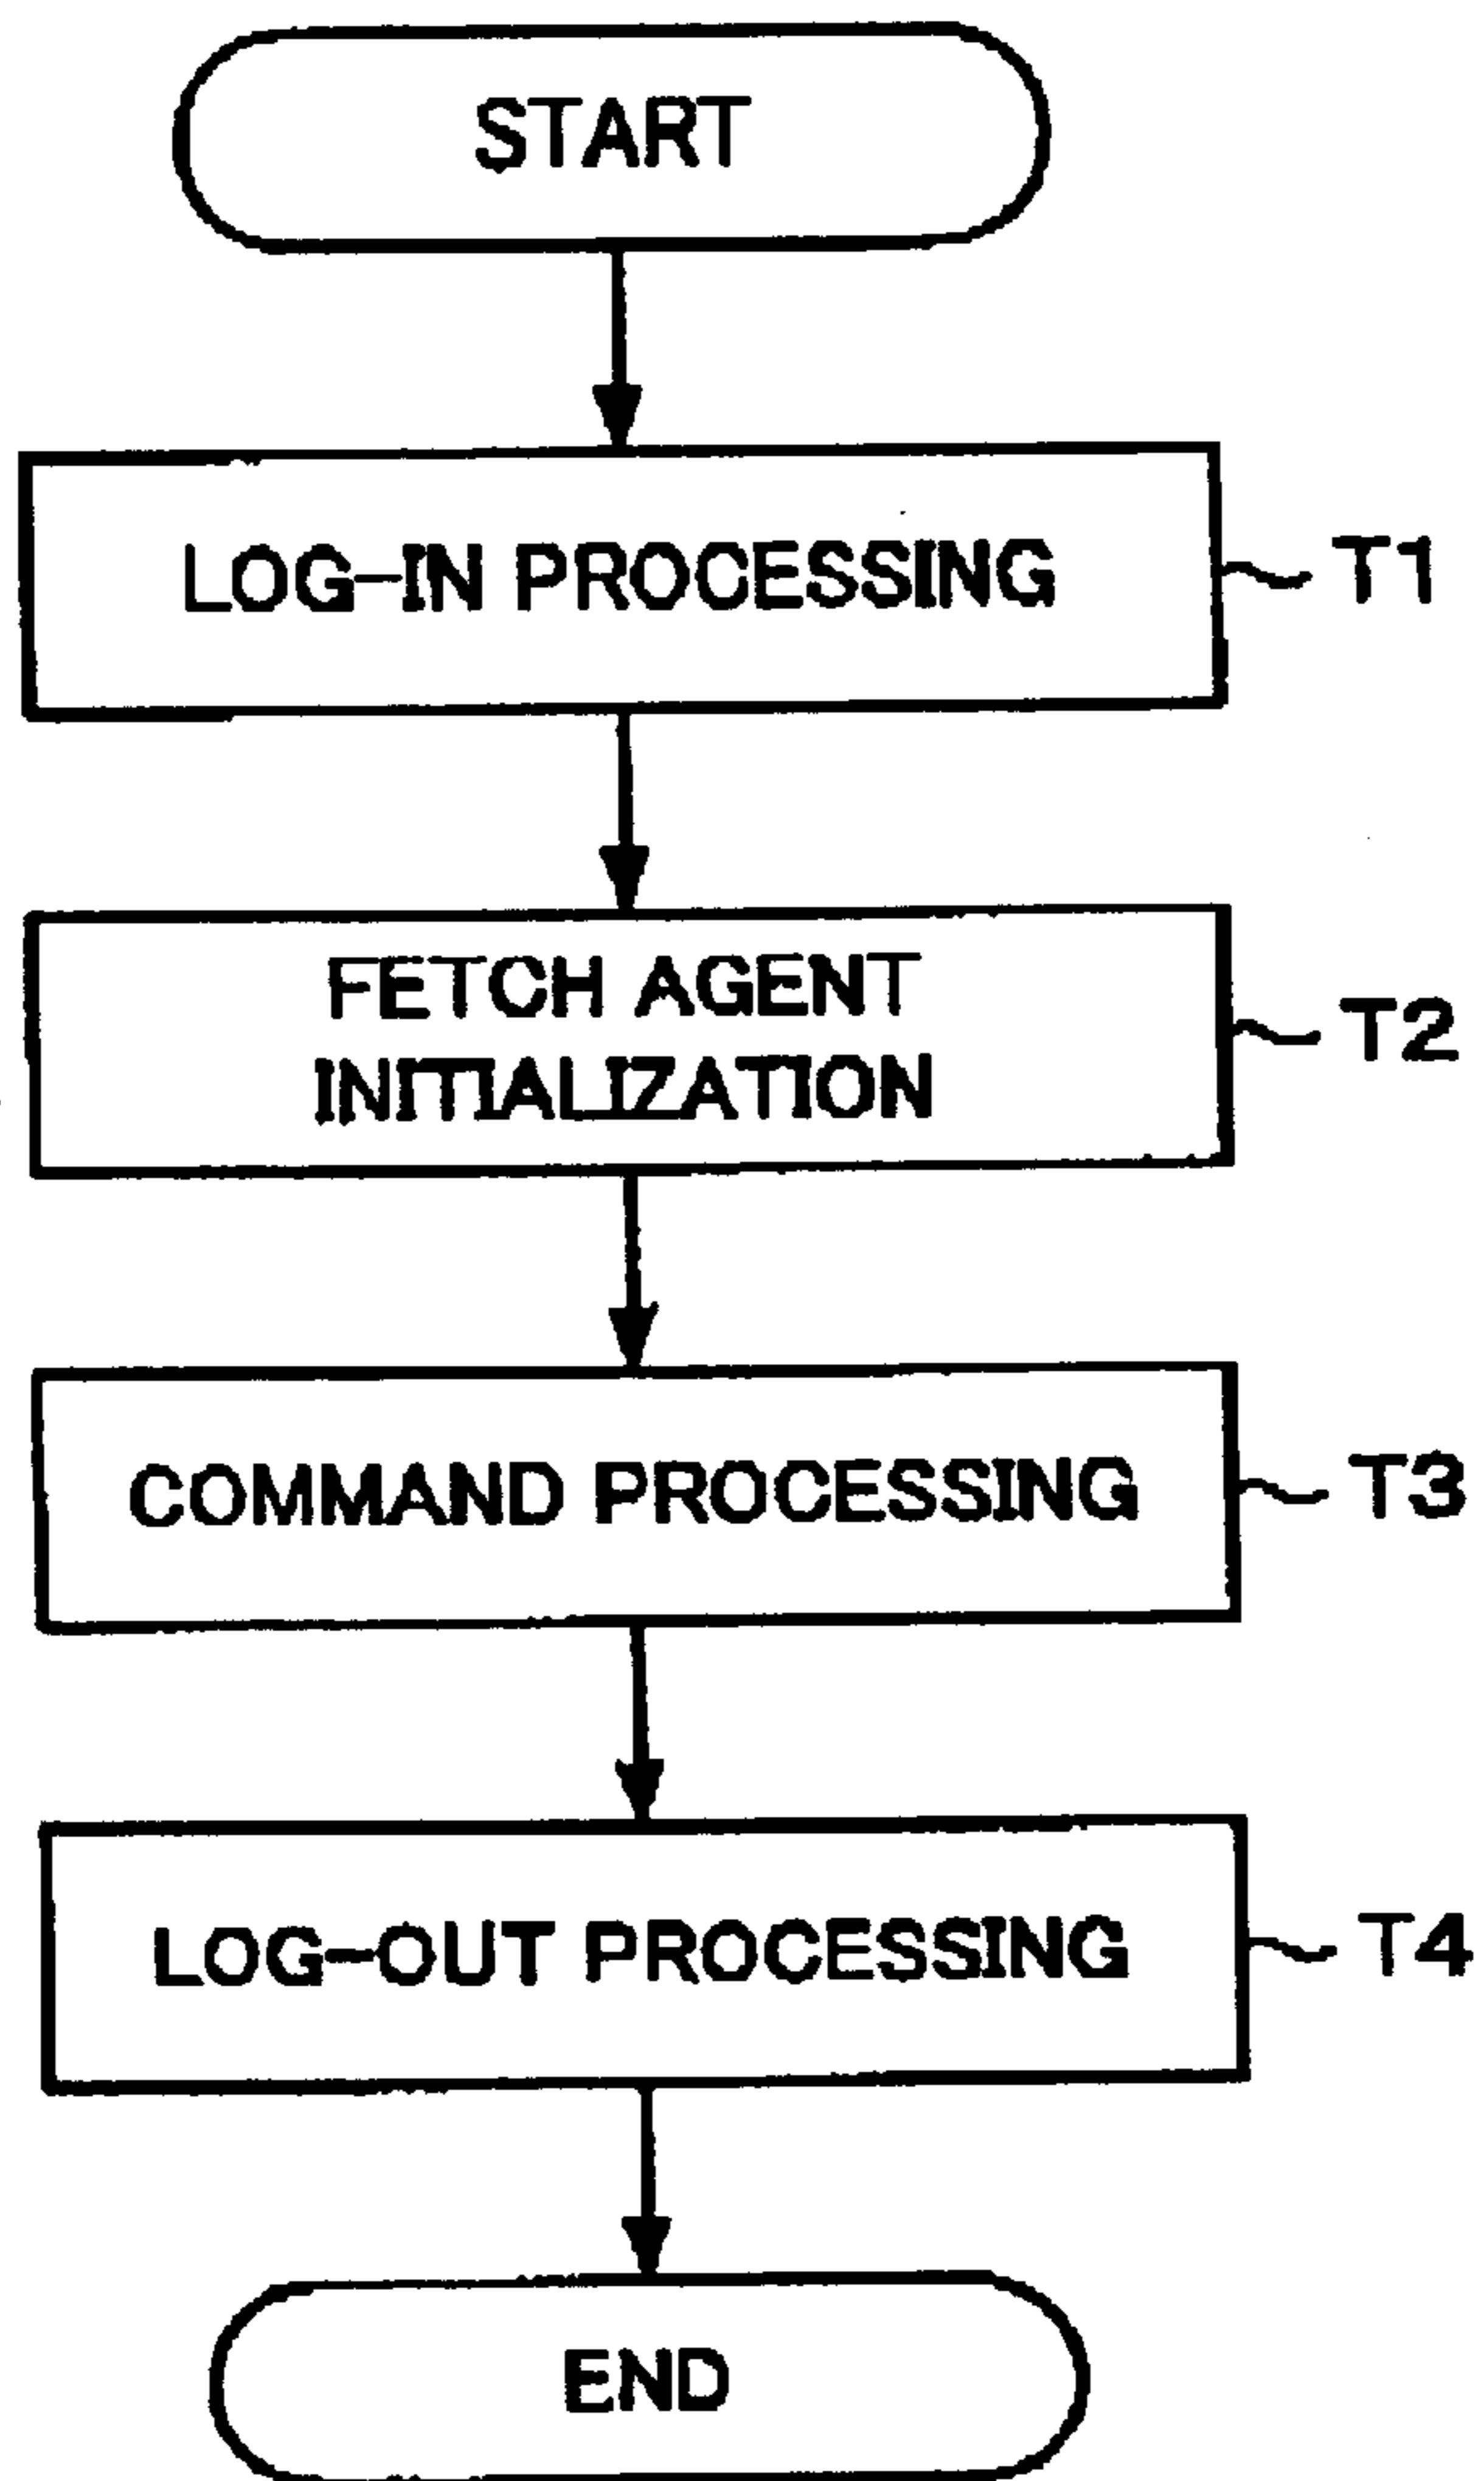 START
LOG-IN PROCESSING
T1
FETCH AGENT
INITIALIZATION
T2
COMMAND PROCESSING
T3
LOG-OUT PROCESSING
T4
END